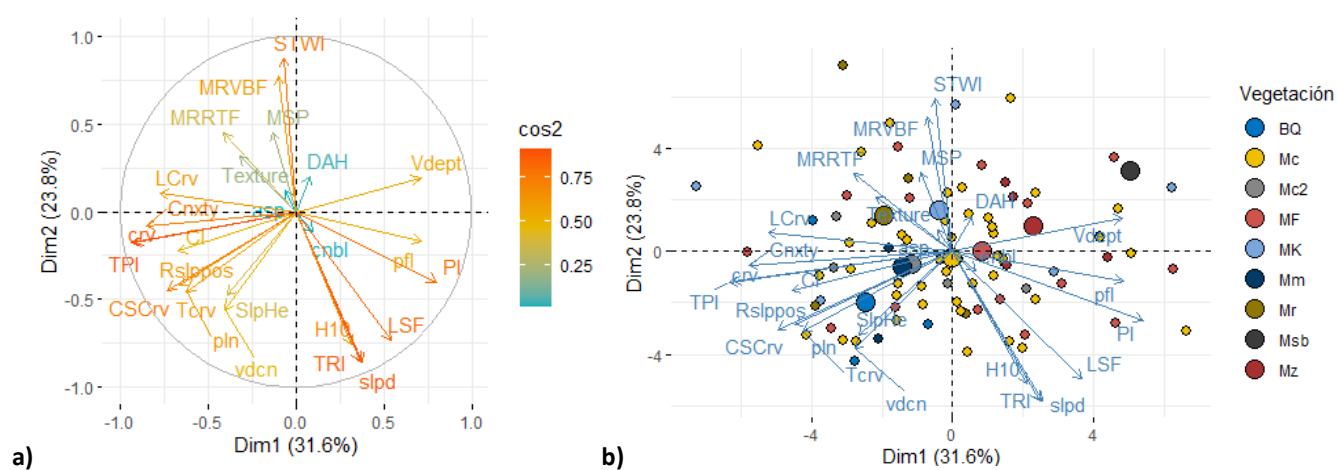 STWI
MRVBF
MRRTF
MSP
DAH
Texture
Vdept
LCrv
Cnxty
asp
crv
Cl
cnbl
TPI
Rslppos
pfl
PI
CSCrv
Tcrv
SlpHe
pln
H10
LSF
vdcn
TRI
slpd
1.0
0.5
0.0
-0.5
-1.0
Dim2 (23.8%)
-1.0
-0.5
0.0
0.5
1.0
Dim1 (31.6%)
cos2
0.75
0.50
0.25
a)
STWI
MRVBF
MRRTF
MSP
DAH
Texture
Vdept
LCrv
Cnxty
asp
crv
TPI
Rslppos
pfl
PI
CSCrv
pln
SlpHe
Tcrv
H10
LSF
vdcn
TRI
slpd
4
0
-4
Dim2 (23.8%)
-4
0
4
Dim1 (31.6%)
Vegetación
BQ
Mc
Mc2
MF
MK
Mm
Mr
Msb
Mz
b)